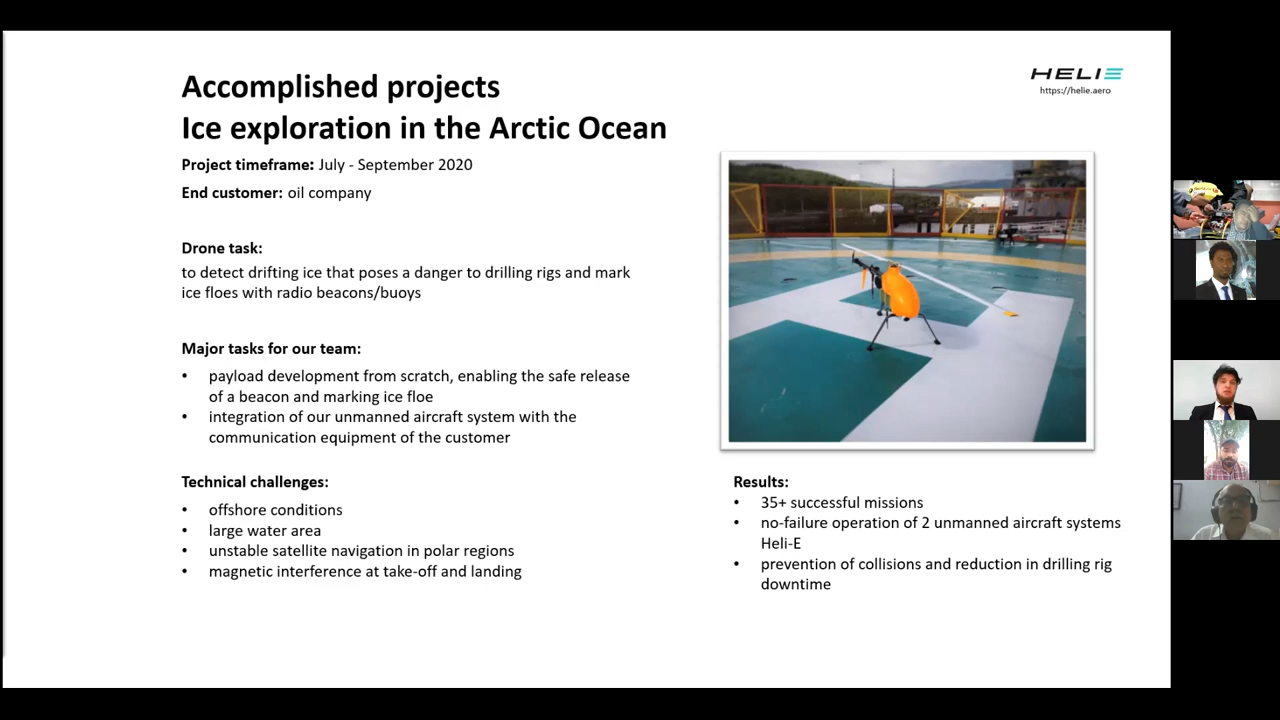 Accomplished projects
Ice exploration in the Arctic Ocean
HELIE
https://helie.aero
Project timeframe: July - September 2020
End customer: oil company
Drone task:
to detect drifting ice that poses a danger to drilling rigs and mark
ice floes with radio beacons/buoys
Major tasks for our team:
• payload development from scratch, enabling the safe release
of a beacon and marking ice floe
• integration of our unmanned aircraft system with the
communication equipment of the customer
Technical challenges:
• offshore conditions
• large water area
• unstable satellite navigation in polar regions
• magnetic interference at take-off and landing
Results:
• 35+ successful missions
• no-failure operation of 2 unmanned aircraft systems
Heli-E
• prevention of collisions and reduction in drilling rig
downtime